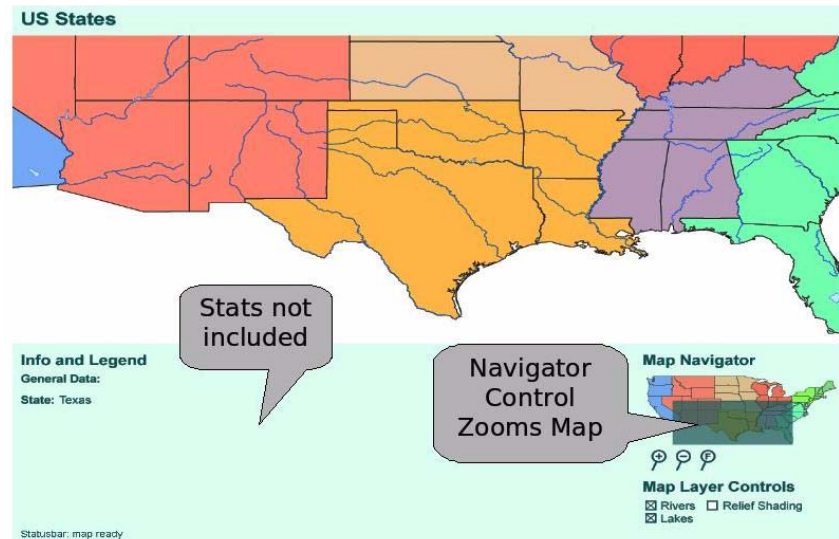 US States
Stats not
included
Info and Legend
General Data:
State: Texas
Navigator
Control
Zooms Map
Map Navigator
F
Map Layer Controls
Rivers Relief Shading
Lakes
Statusbar: map ready